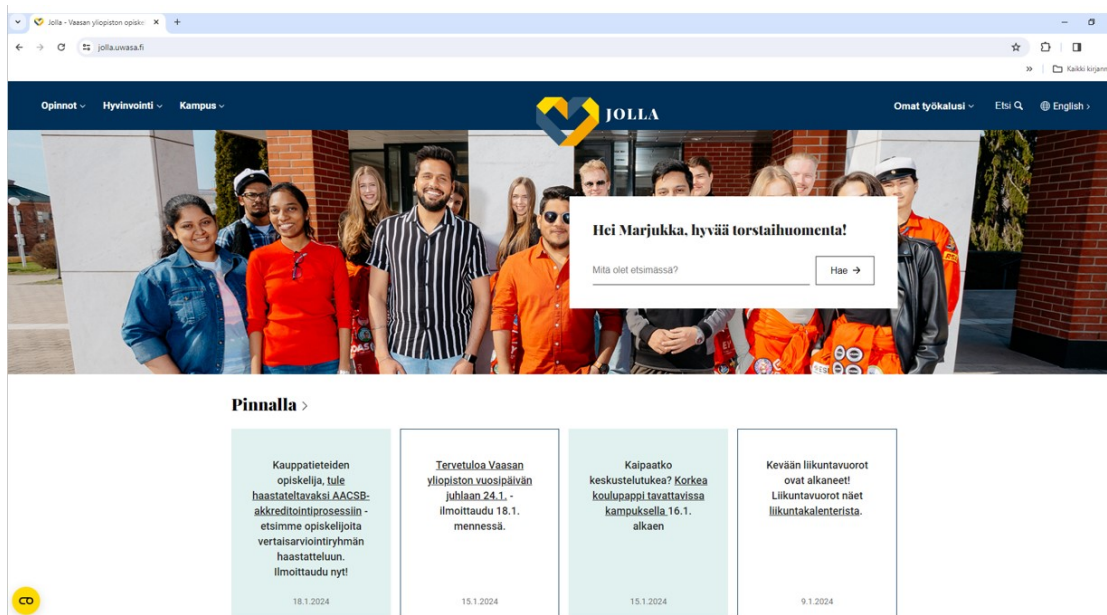 Jolla - Vaasan yliopiston opiske
jolla.uwasa.fi
Kaikki kirjanm
Opinnot
Hyvinvointi
Kampus
JOLLA
Omat työkalusi
Etsi
English
Hei Marjukka, hyvää torstaihuomenta!
Mitä olet etsimässä?
Hae →
Pinnalla >
Kauppatieteiden
opiskelija, tule
haastateltavaksi AACSB-
akkreditointiprosessiin -
etsimme opiskelijoita
vertaisarviointiryhmän
haastatteluun.
Ilmoittaudu nyt!
18.1.2024
Tervetuloa Vaasan
yliopiston vuosipäivän
juhlaan 24.1. -
ilmoittaudu 18.1.
mennessä.
15.1.2024
Kaipaatko
keskustelutukea? Korkea
koulupappi tavattavissa
kampuksella 16.1.
alkaen
15.1.2024
Kevään liikuntavuorot
ovat alkaneet!
Liikuntavuorot näet
liikuntakalenterista.
9.1.2024